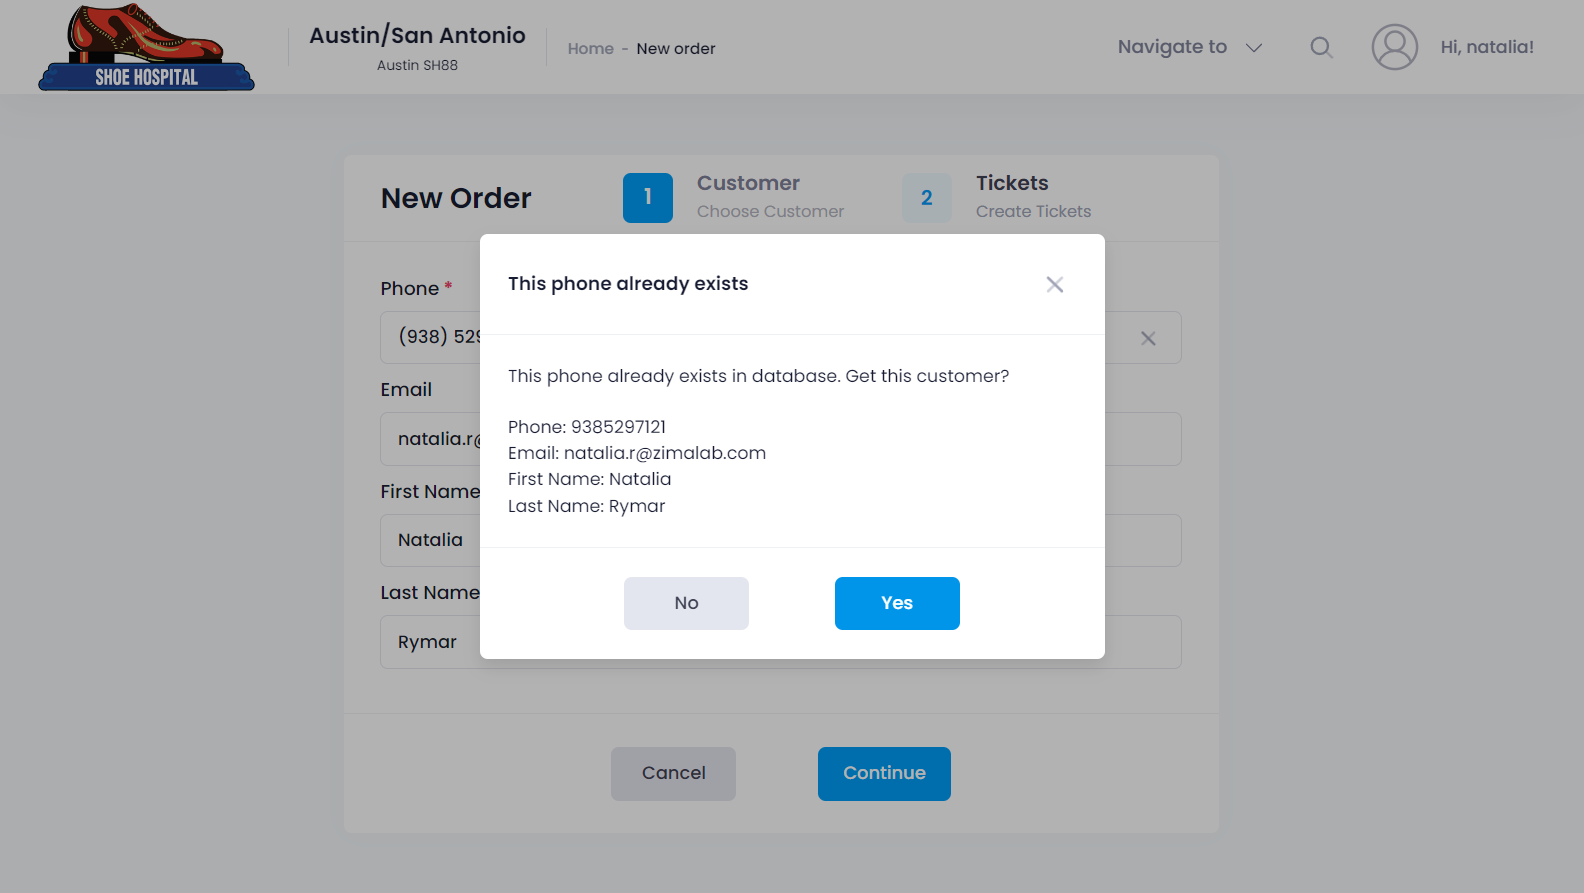 SHOE HOSPITAL
Austin/San Antonio
Austin SH88
Home - New order
Navigate to
Hi, natalia!
New Order
1
Customer
Choose Customer
2
Tickets
Create Tickets
This phone already exists
Phone *
(938) 529
This phone already exists in database. Get this customer?
Email
Phone: 9385297121
natalia.r@
Email: natalia.r@zimalab.com
First Name: Natalia
First Name
Last Name: Rymar
Natalia
Last Name
No
Yes
Rymar
Cancel
Continue